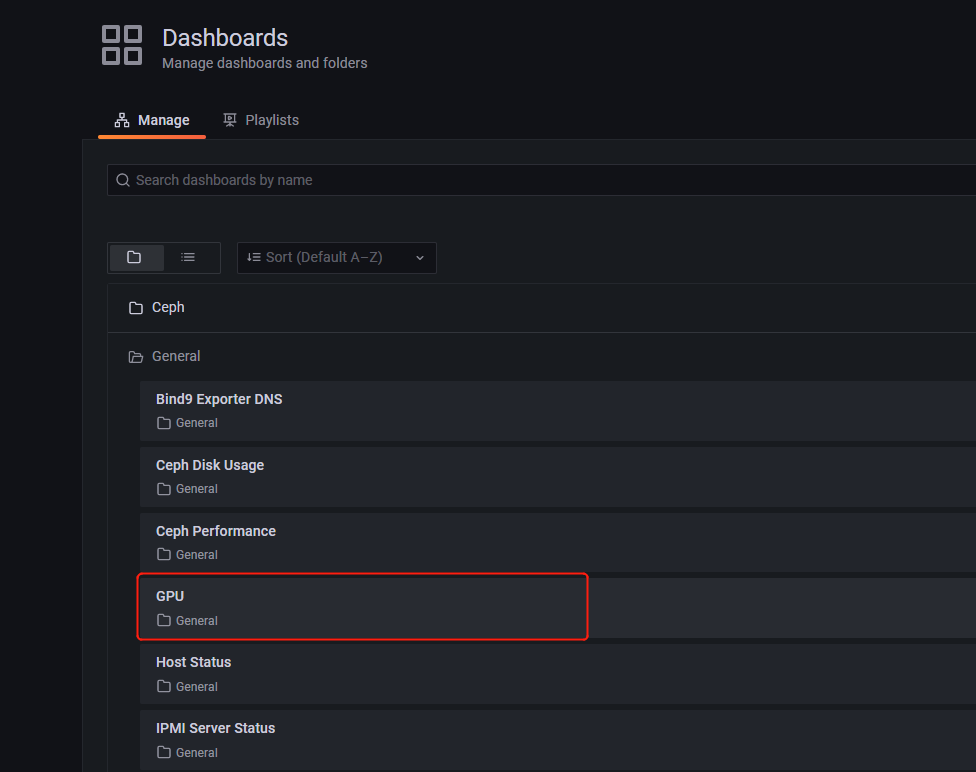 Dashboards
Manage dashboards and folders
Manage
Playlists
Search dashboards by name
Sort (Default A–Z)
Ceph
General
Bind9 Exporter DNS
General
Ceph Disk Usage
General
Ceph Performance
General
GPU
General
Host Status
General
IPMI Server Status
General